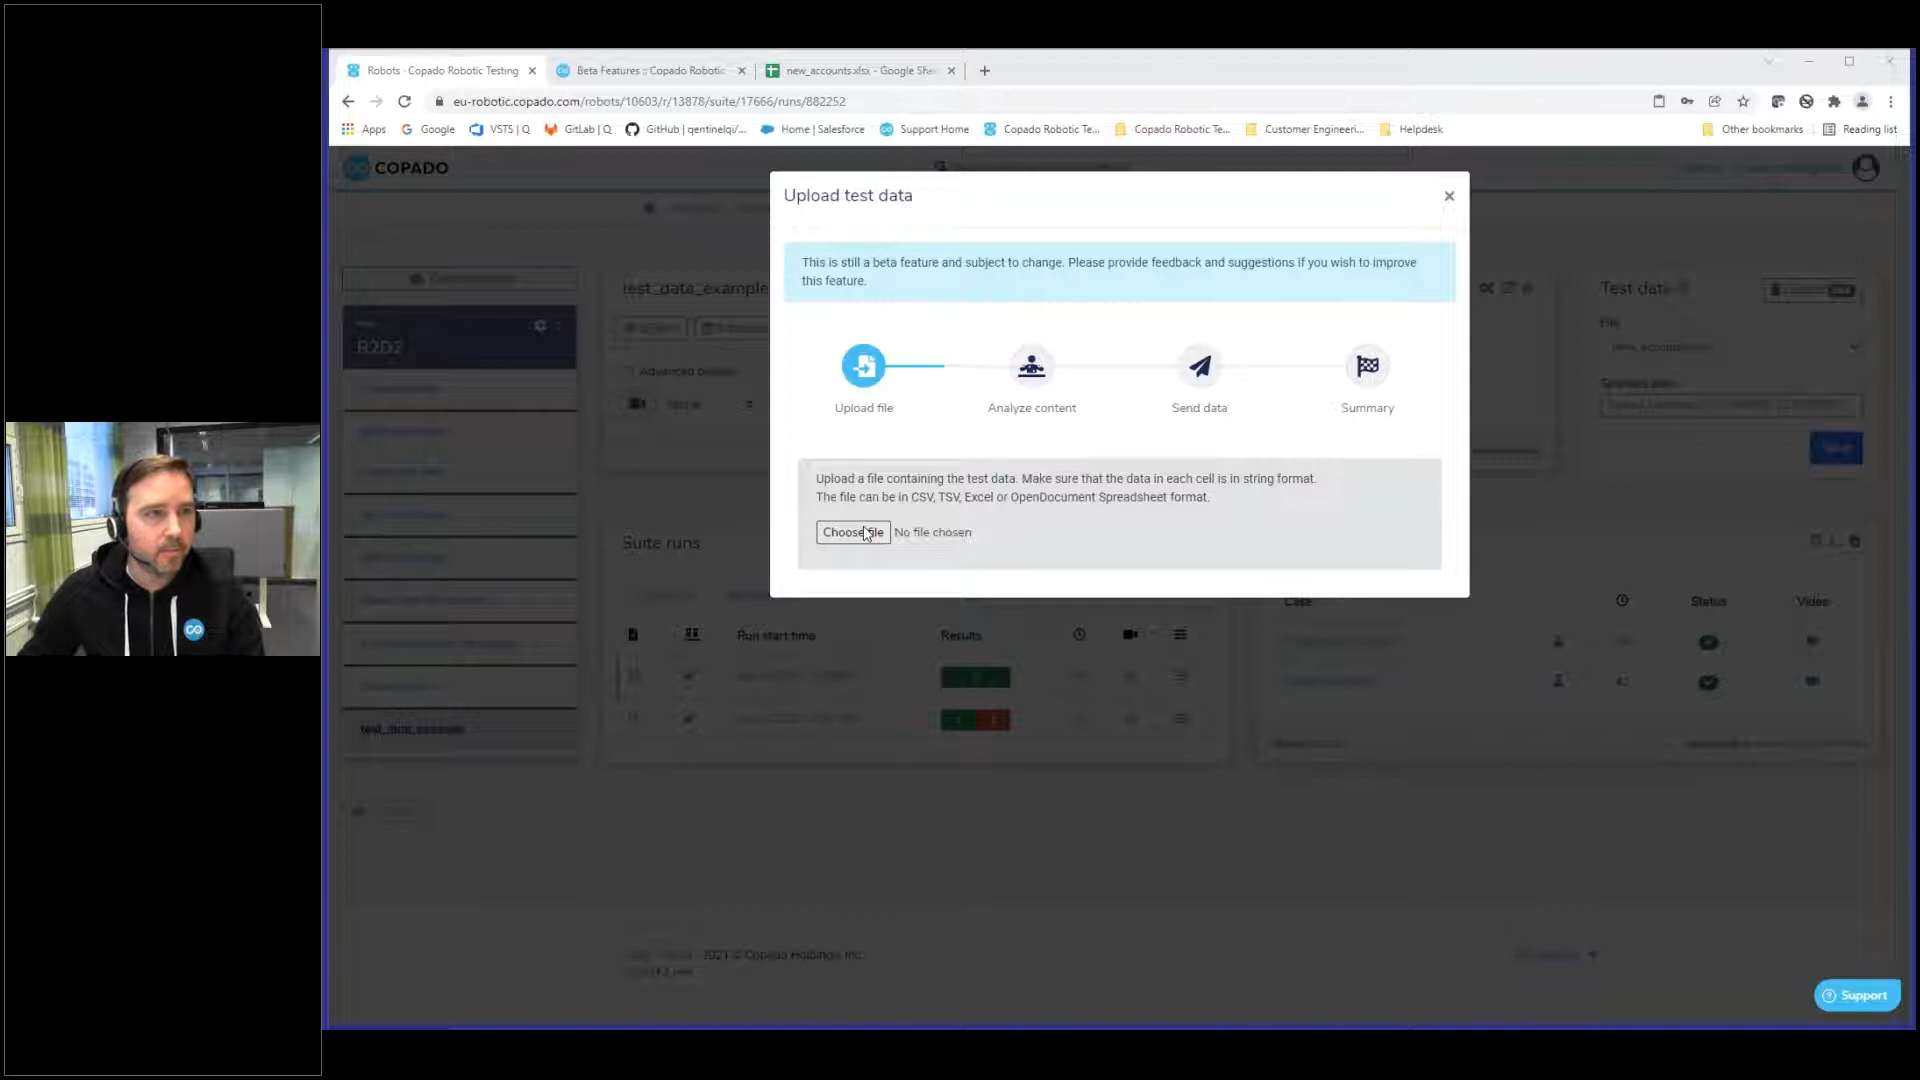 Robots - Copado Robotic Testing
Beta Features :: Copado Robotic
new_accounts.xlsx - Google She
eu-robotic.copado.com/robots/10603/r/13878/suite/17666/runs/882252
Apps
Google
VSTS | Q
GitLab | Q
GitHub | qentinelqi/...
Home | Salesforce
Support Home
Copado Robotic Te...
Copado Robotic Te...
Customer Engineeri...
Helpdesk
Other bookmarks
Reading list
COPADO
Upload test data
This is still a beta feature and subject to change. Please provide feedback and suggestions if you wish to improve
this feature.
test_data_example
Test data
File
R2D2
Upload file
Analyze content
Send data
Summary
Upload a file containing the test data. Make sure that the data in each cell is in string format.
The file can be in CSV, TSV, Excel or OpenDocument Spreadsheet format.
Choose file
No file chosen
Suite runs
Case
Status
Video
Run start time
Results
2021 © Copado Holdings Inc.
Support